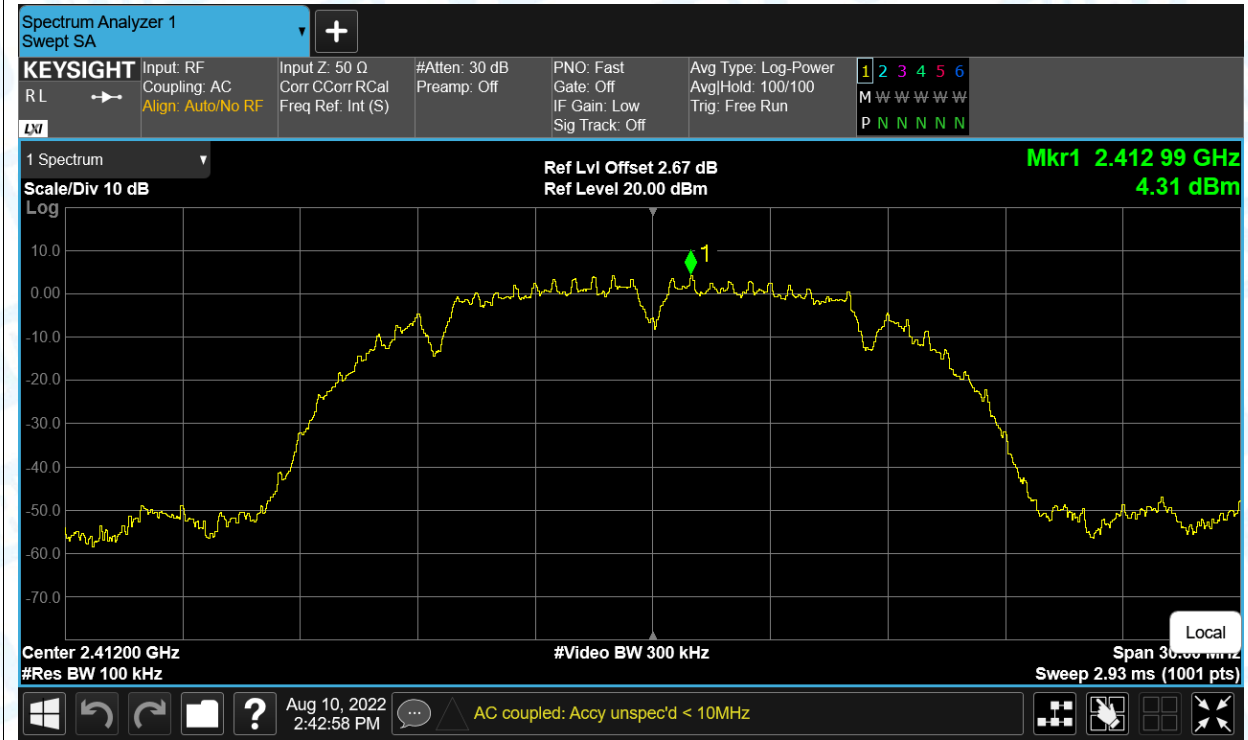 Spectrum Analyzer 1
Swept SA
KEYSIGHT
R L
LXI
Input: RF
Coupling: AC
Align: Auto/No RF
Input Z: 50 Ω
Corr CCorr RCal
Freq Ref: Int (S)
#Atten: 30 dB
Preamp: Off
PNO: Fast
Gate: Off
IF Gain: Low
Sig Track: Off
Avg Type: Log-Power
Avg|Hold: 100/100
Trig: Free Run
1 2 3 4 5 6
M W W W W W W
P N N N N N N
1 Spectrum
Scale/Div 10 dB
Log
Ref Lvl Offset 2.67 dB
Ref Level 20.00 dBm
Mkr1 2.412 99 GHz
4.31 dBm
1
10.0
0.00
-10.0
-20.0
-30.0
-40.0
-50.0
-60.0
-70.0
Local
Center 2.41200 GHz
#Video BW 300 kHz
Span 30.00 MHz
#Res BW 100 kHz
Sweep 2.93 ms (1001 pts)
?
Aug 10, 2022
2:42:58 PM
AC coupled: Accy unspec'd < 10MHz